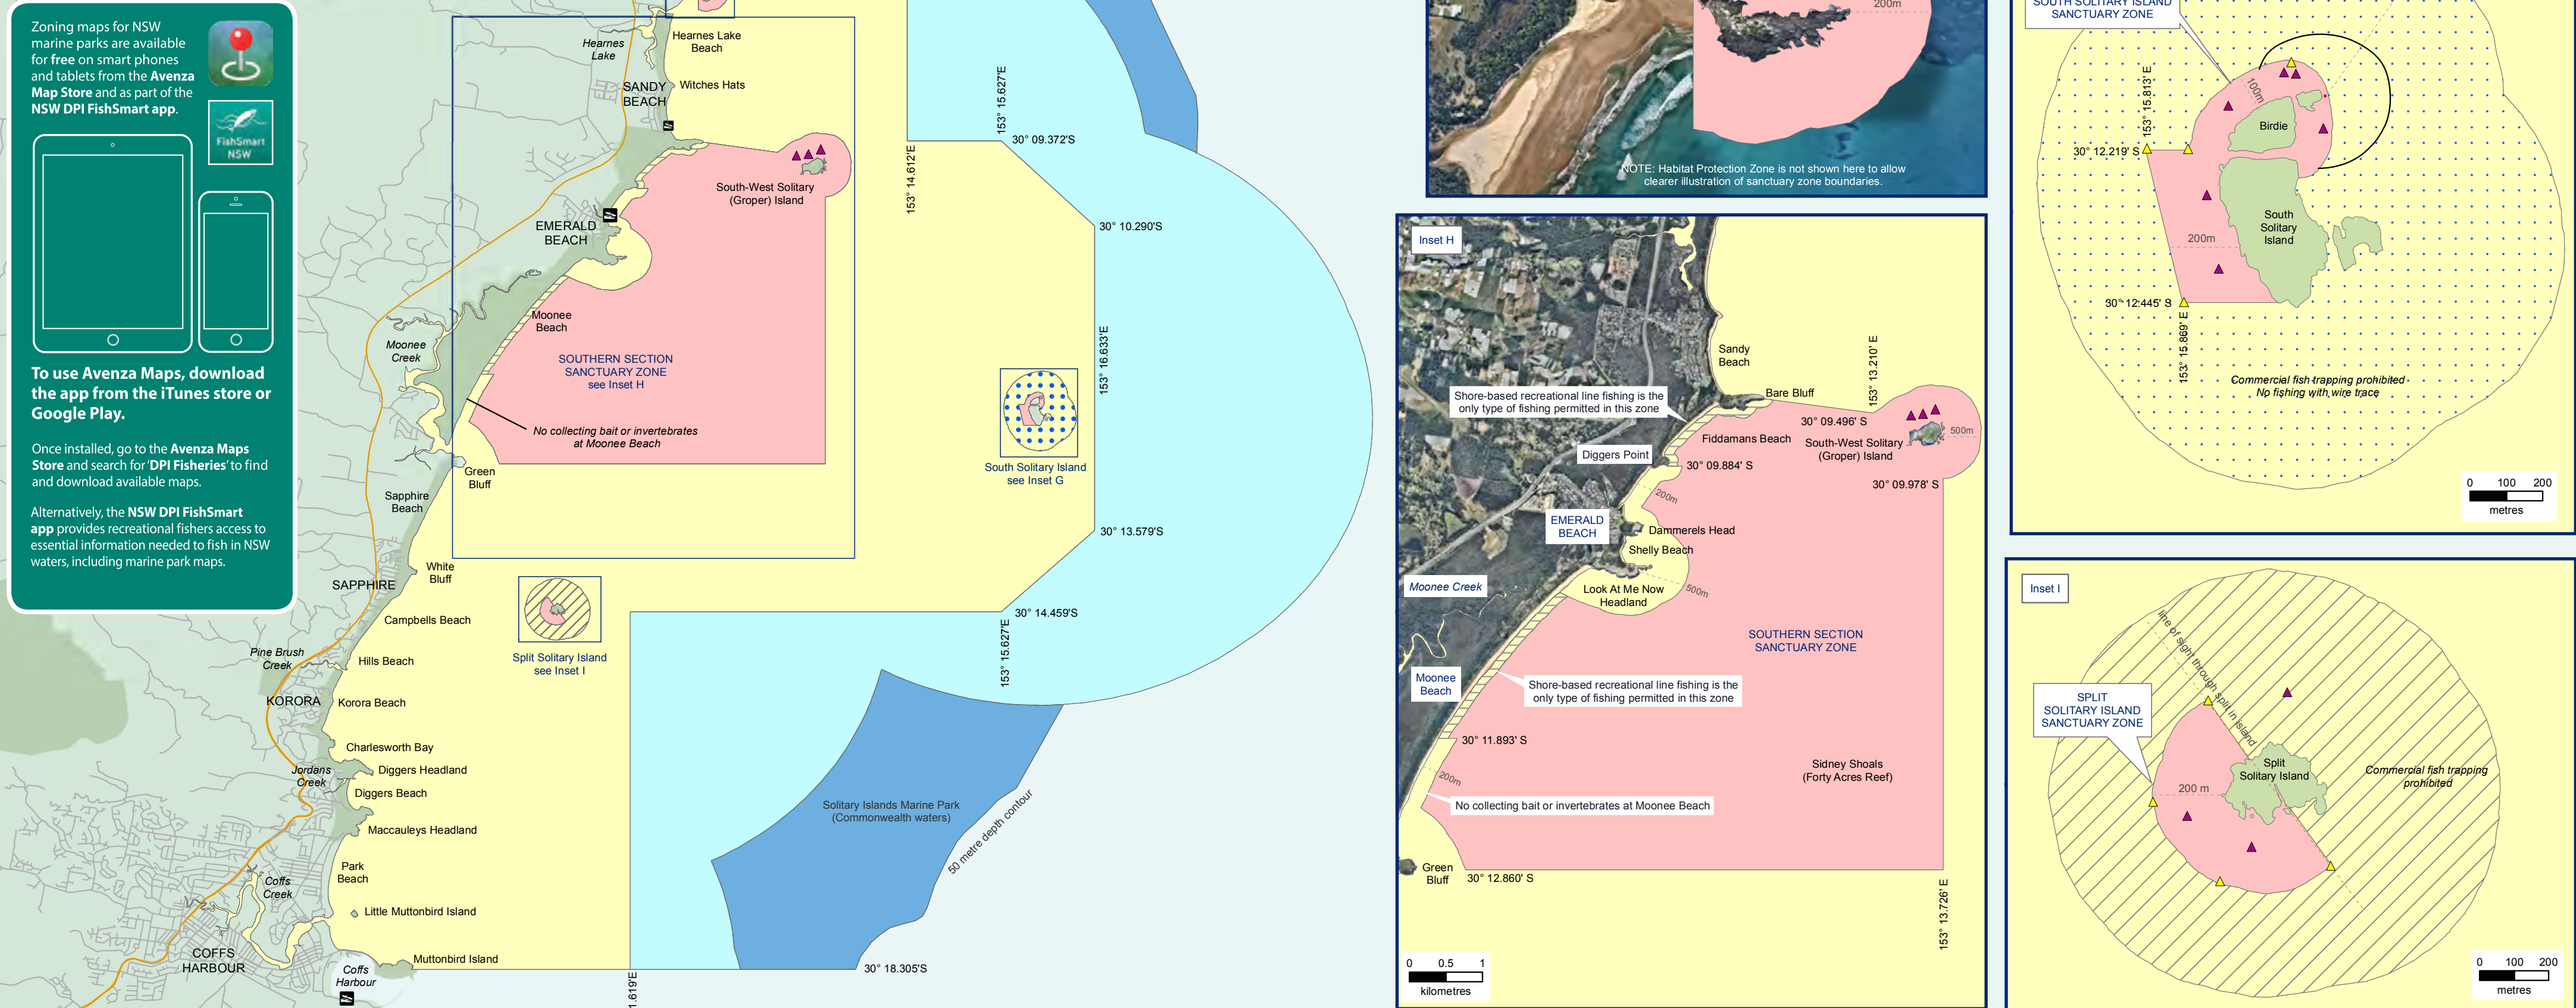 Zoning maps for NSW
marine parks are available
for free on smart phones
and tablets from the Avenza
Map Store and as part of the
NSW DPI FishSmart app.
FishSmart
NSW
To use Avenza Maps, download
the app from the iTunes store or
Google Play.
Once installed, go to the Avenza Maps
Store and search for 'DPI Fisheries' to find
and download available maps.
Alternatively, the NSW DPI FishSmart
app provides recreational fishers access to
essential information needed to fish in NSW
waters, including marine park maps.
Hearnes
Lake
Hearnes Lake
Beach
SANDY
BEACH
Witches Hats
South-West Solitary
(Groper) Island
EMERALD
BEACH
Moonee
Beach
Moonee
Creek
SOUTHERN SECTION
SANCTUARY ZONE
see Inset H
No collecting bait or invertebrates
at Moonee Beach
Green
Bluff
Sapphire
Beach
White
Bluff
SAPPHIRE
Campbells Beach
Pine Brush
Creek
Hills Beach
KORORA
Korora Beach
Charlesworth Bay
Jordans
Creek
Diggers Headland
Diggers Beach
Maccauleys Headland
Park
Beach
Coffs
Creek
Little Muttonbird Island
COFFS
HARBOUR
Muttonbird Island
Coffs
Harbour
Split Solitary Island
see Inset I
South Solitary Island
see Inset G
153° 14.612'E
153° 15.627'E
30° 09.372'S
30° 10.290'S
153° 16.633'E
30° 13.579'S
30° 14.459'S
153° 15.627'E
Solitary Islands Marine Park
(Commonwealth waters)
50 metre depth contour
30° 18.305'S
1.619'E
200m
NOTE: Habitat Protection Zone is not shown here to allow
clearer illustration of sanctuary zone boundaries.
Inset H
Sandy
Beach
Shore-based recreational line fishing is the
only type of fishing permitted in this zone
Bare Bluff
153° 13.210' E
30° 09.496' S
Fiddamans Beach
South-West Solitary
(Groper) Island
500m
Diggers Point
30° 09.884' S
30° 09.978' S
200m
EMERALD
BEACH
Dammerels Head
Shelly Beach
Moonee Creek
Look At Me Now
Headland
500m
SOUTHERN SECTION
SANCTUARY ZONE
Moonee
Beach
Shore-based recreational line fishing is the
only type of fishing permitted in this zone
30° 11.893' S
Sidney Shoals
(Forty Acres Reef)
200m
No collecting bait or invertebrates at Moonee Beach
Green
Bluff
30° 12.860' S
153° 13.726' E
0 0.5 1
kilometres
SOUTH SOLITARY ISLAND
SANCTUARY ZONE
153° 15.813' E
100m
Birdie
30° 12.219' S
South
Solitary
Island
200m
30° 12.445' S
153° 15.869' E
Commercial fish trapping prohibited
No fishing with wire trace
0 100 200
metres
Inset I
line of sight through split in island
SPLIT
SOLITARY ISLAND
SANCTUARY ZONE
Split
Solitary Island
200 m
Commercial fish trapping
prohibited
0 100 200
metres